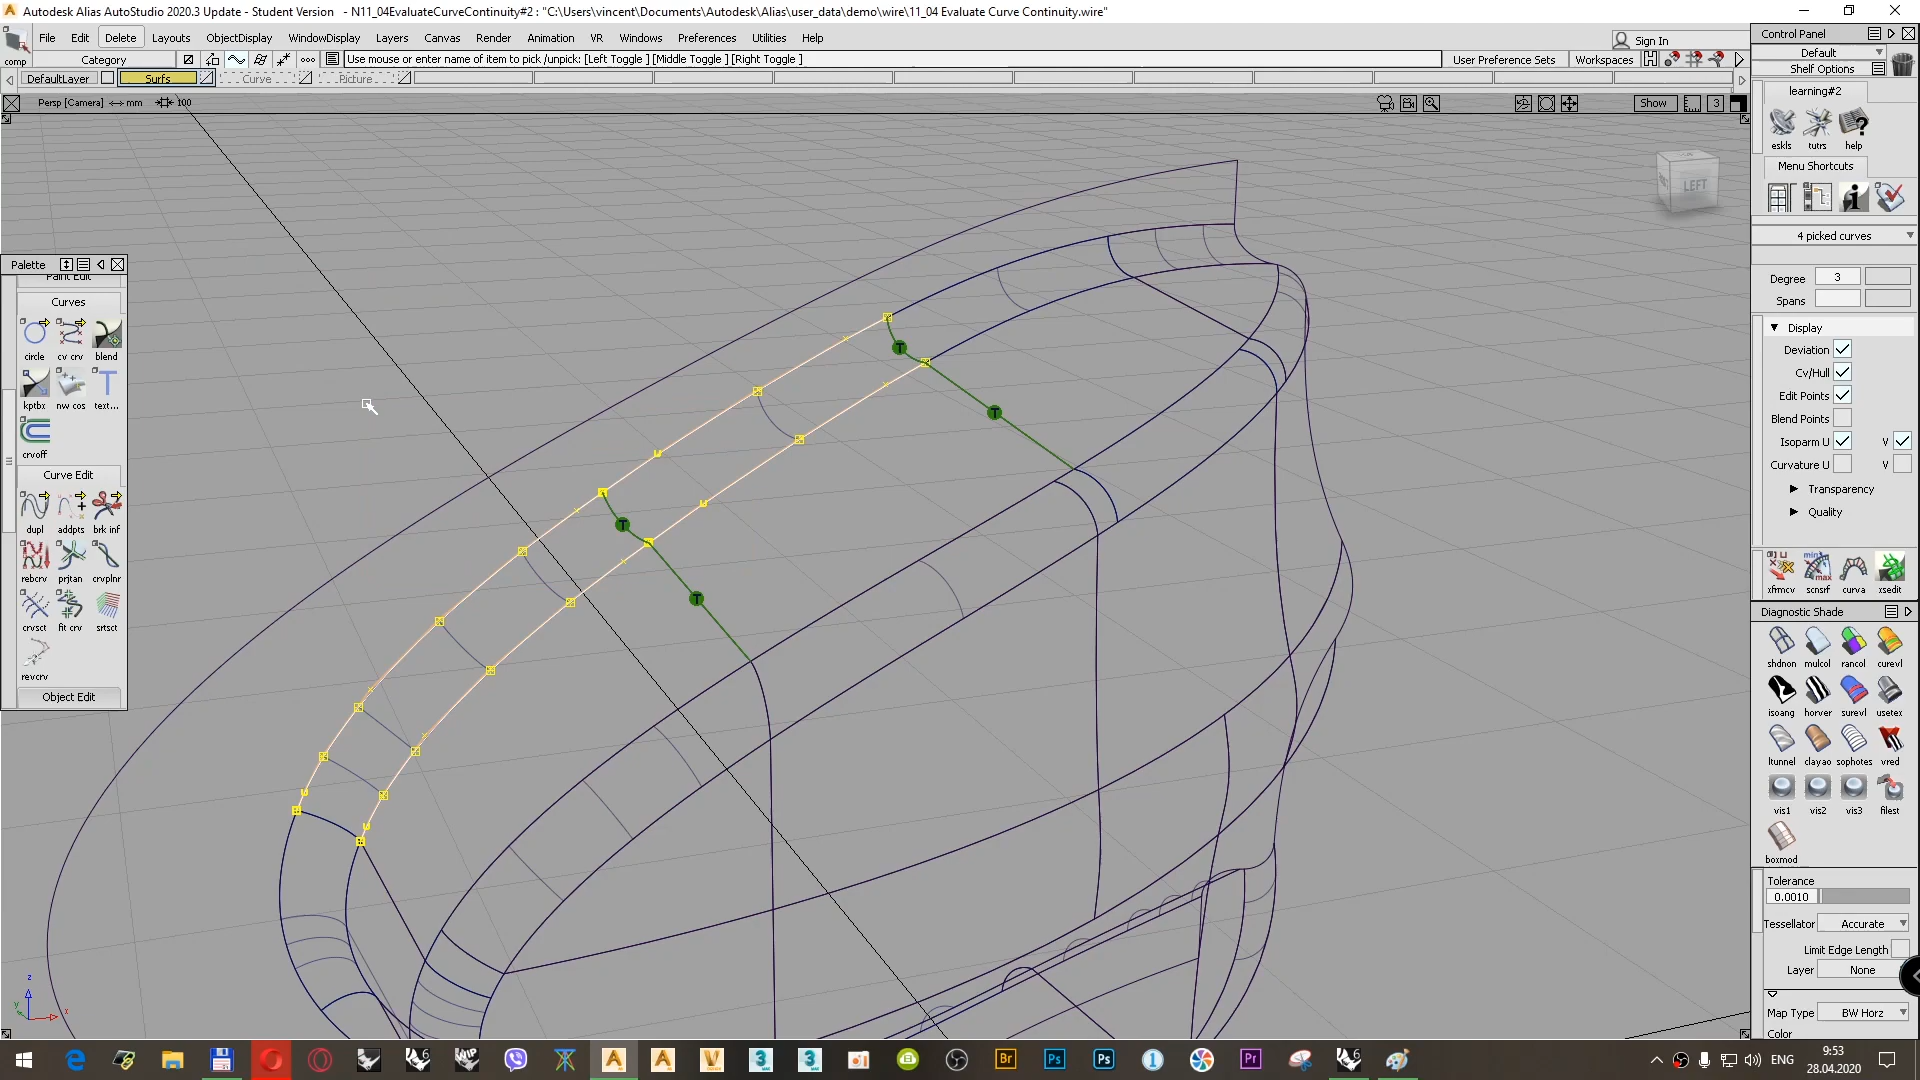 Autodesk Alias AutoStudio 2020.3 Update - Student Version - N11_04EvaluateCurveContinuity#2 : "C:\Users\vincent\Documents\Autodesk\Alias\user_data\demo\wire\11_04 Evaluate Curve Continuity.wire"
File Edit Delete Layouts ObjectDisplay WindowDisplay Layers Canvas Render Animation VR Windows Preferences Utilities Help
Sign In
comp
Category
Use mouse or enter name of item to pick /unpick: [Left Toggle ] [Middle Toggle ] [Right Toggle ]
User Preference Sets Workspaces
DefaultLayer Surfs Curve Picture
Persp [Camera] mm 100
Show 3
LEFT
Palette
Paint Edit
Curves
circle cv crv blend
kptbx nw cos text...
crvoff
Curve Edit
dupl addpts brk inf
rebcrv prjtan crvplnr
crvsct fit crv srtsct
revcrv
Object Edit
T
T
T
T
U
U
U
U
z
y
x
Control Panel
Default
Shelf Options
learning#2
eskls tutrs help
Menu Shortcuts
4 picked curves
Degree 3
Spans
Display
Deviation
Cv/Hull
Edit Points
Blend Points
Isoparm U V
Curvature U V
Transparency
Quality
xfrmcv scnsrf curva xsedit
Diagnostic Shade
shdnon mulcol rancol curevl
isoang horver surevl usetex
ltunnel clayao sophotes vred
vis1 vis2 vis3 filest
boxmod
Tolerance
0.0010
Tessellator Accurate
Limit Edge Length
Layer None
Map Type BW Horz
Color
ENG
9:53
28.04.2020